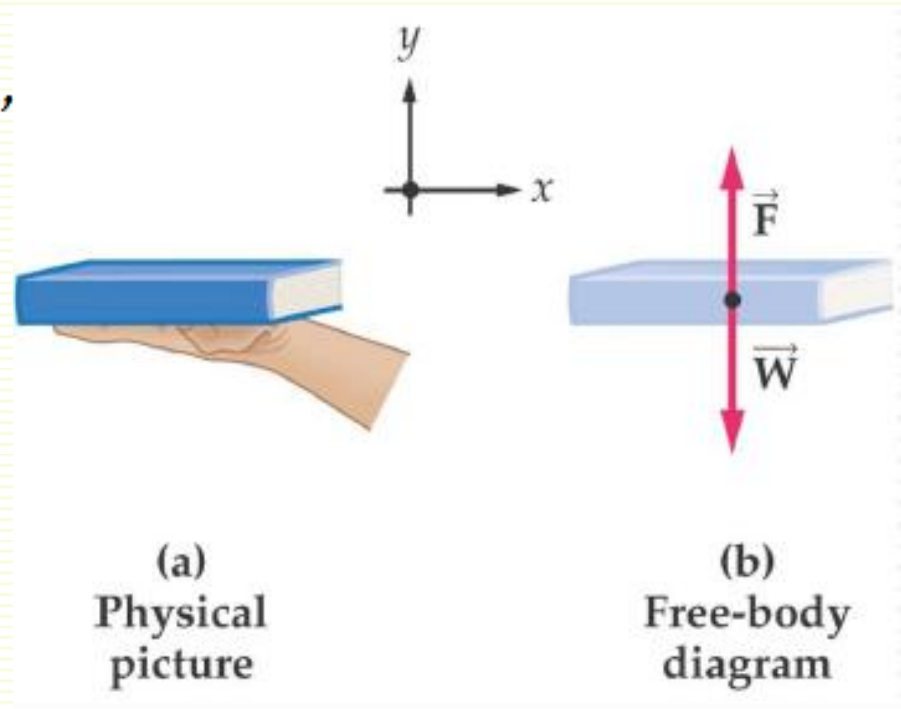 ,
y
x
F
W
(a)
Physical
picture
(b)
Free-body
diagram